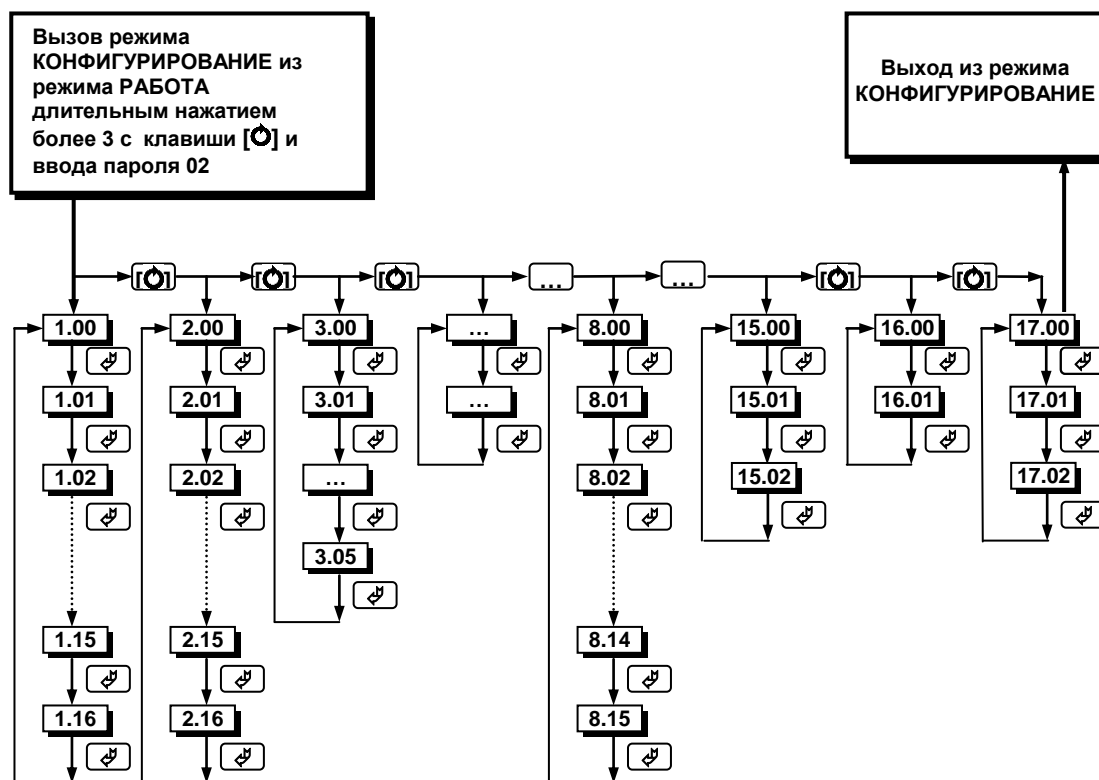 Вызов режима
КОНФИГУРИРОВАНИЕ из
режима РАБОТА
длительным нажатием
более 3 с клавиши [] и
ввода пароля 02
Выход из режима
КОНФИГУРИРОВАНИЕ
[] [] [] ... ... [] []
1.00 2.00 3.00 ... 8.00 15.00 16.00 17.00
1.01 2.01 3.01 ... 8.01 15.01 16.01 17.01
1.02 2.02 ... 8.02 15.02 17.02
3.05
1.15 2.15 8.14
1.16 2.16 8.15